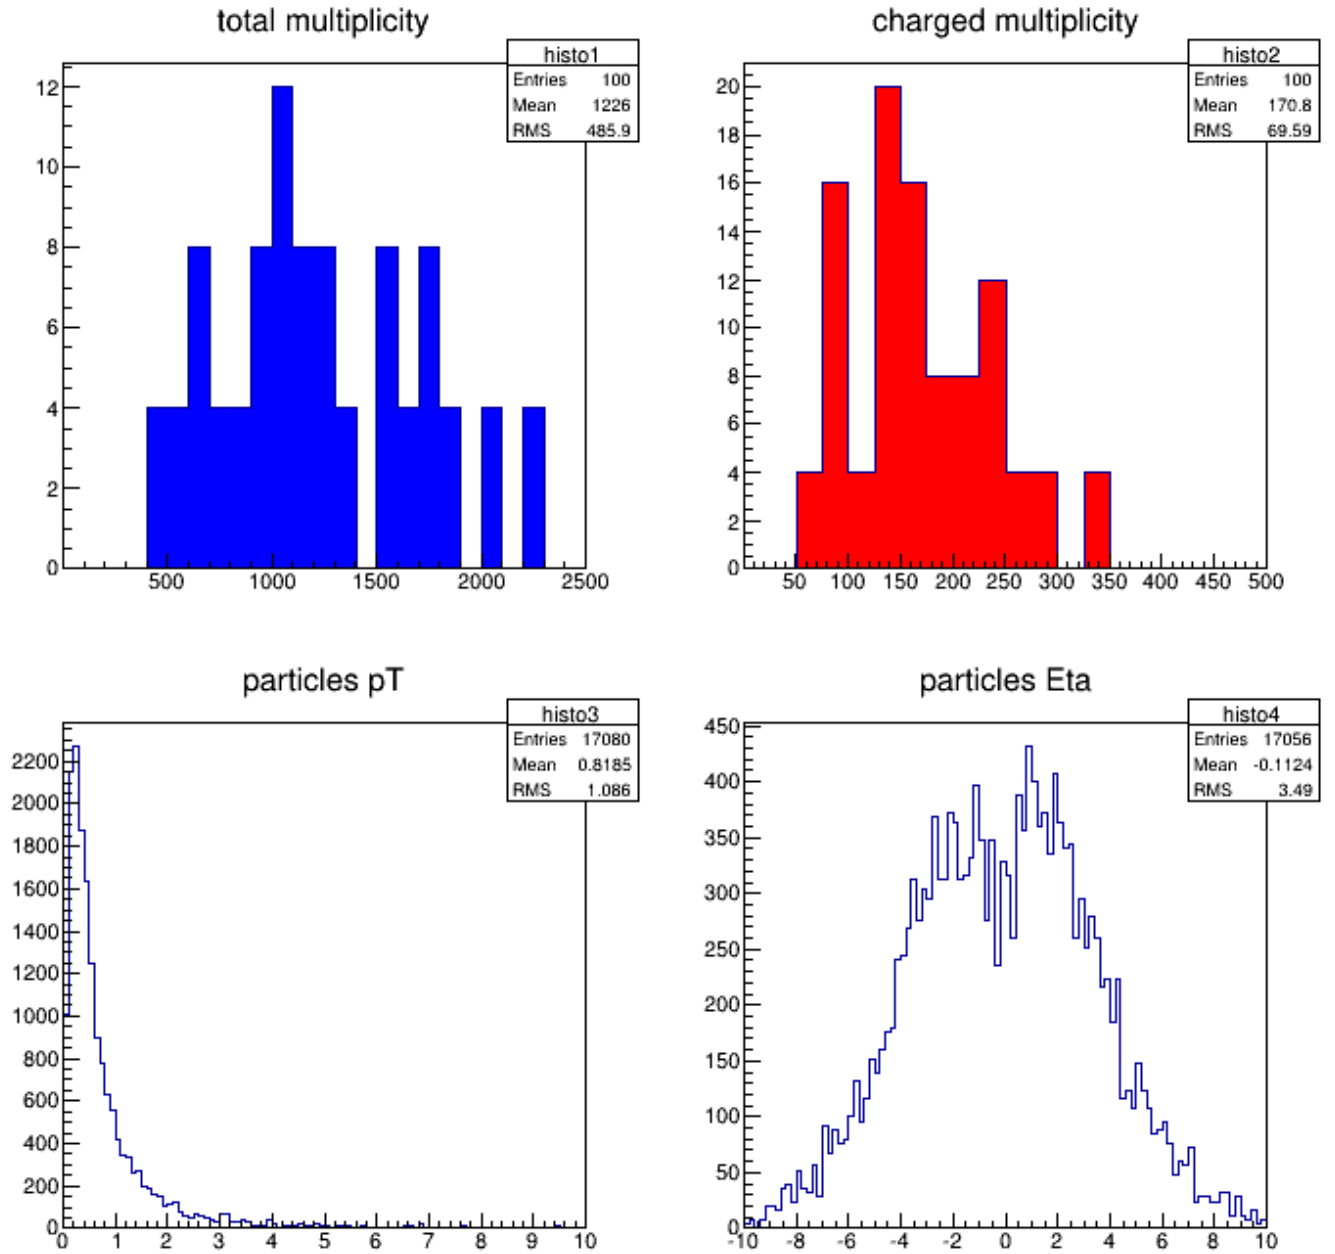 total multiplicity
histo1
Entries 100
Mean 1226
RMS 485.9
12
10
8
6
4
2
0
500 1000 1500 2000 2500
charged multiplicity
histo2
Entries 100
Mean 170.8
RMS 69.59
20
18
16
14
12
10
8
6
4
2
0
50 100 150 200 250 300 350 400 450 500
particles pT
histo3
Entries 17080
Mean 0.8185
RMS 1.086
2200
2000
1800
1600
1400
1200
1000
800
600
400
200
0
0 1 2 3 4 5 6 7 8 9 10
particles Eta
histo4
Entries 17056
Mean -0.1124
RMS 3.49
450
400
350
300
250
200
150
100
50
0
-10 -8 -6 -4 -2 0 2 4 6 8 10